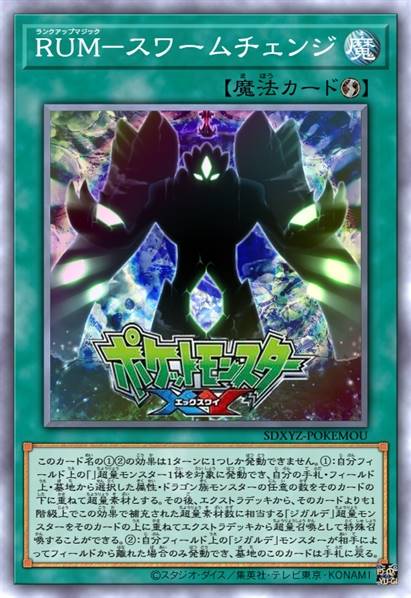 ランクアップマジック
RUM－スワームチェンジ
魔
【魔法カード】
ポケットモンスター
XY
エックスワイ
SDXYZ-POKEMOU
このカード名の①②の効果は1ターンに1つしか発動できません。①：自分フィ
ールド上の「」超量モンスター1体を対象に発動でき、自分の手札・フィールド
上・墓地から選択した属性・ドラゴン族モンスターの任意の数をそのカードの
下に重ねて超量素材とする。その後、エクストラデッキから、そのカードよりも1
階級上でこの効果で補充された超量素材数に相当する「ジガルデ」超量モン
スターをそのカードの上に重ねてエクストラデッキから超量召喚として特殊召
喚することができる。②：自分フィールド上の「ジガルデ」モンスターが相手によ
ってフィールドから離れた場合のみ発動でき、墓地のこのカードは手札に戻る。
©スタジオ・ダイス／集英社・テレビ東京・KONAMI